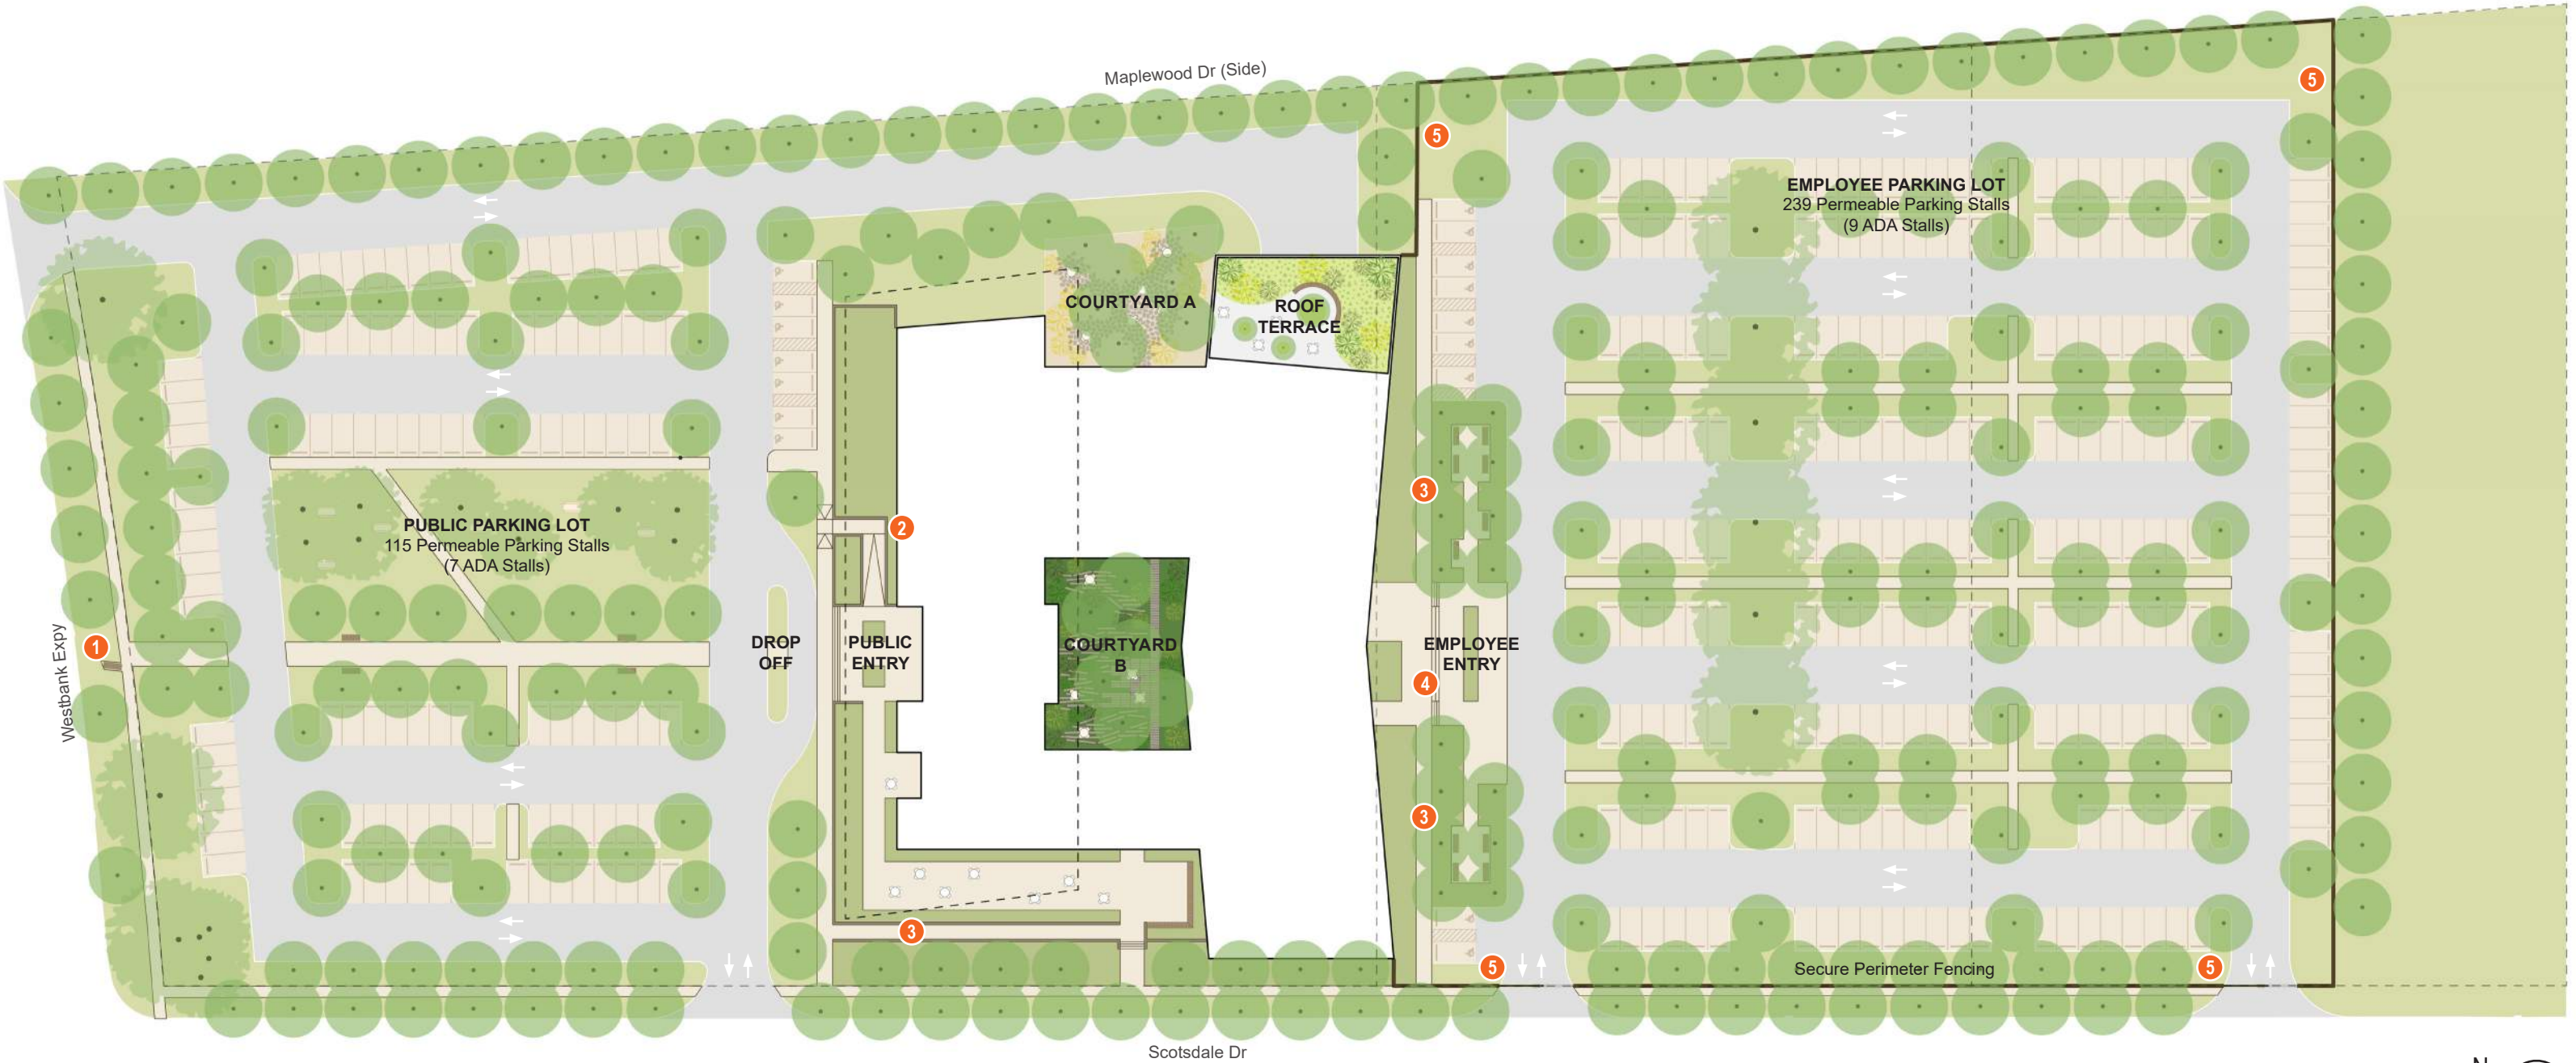 Maplewood Dr (Side)
5
5
EMPLOYEE PARKING LOT
239 Permeable Parking Stalls
(9 ADA Stalls)
COURTYARD A
ROOF
TERRACE
3
2
PUBLIC PARKING LOT
115 Permeable Parking Stalls
(7 ADA Stalls)
Westbank Expy
1
DROP
OFF
PUBLIC
ENTRY
COURTYARD
B
EMPLOYEE
ENTRY
4
3
3
5
Secure Perimeter Fencing
5
Scotsdale Dr
N